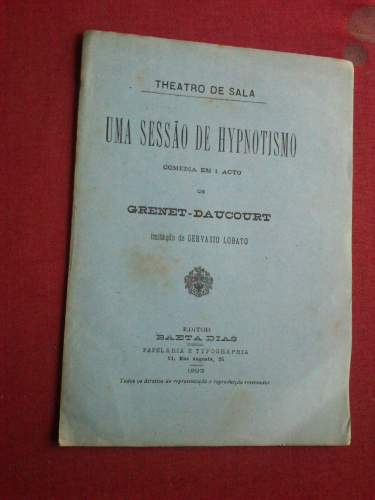 THEATRO DE SALA
UMA SESSÃO DE HYPNOTISMO
COMEDIA EM 1 ACTO
DE
GRENET-DAUCOURT
Imitação de GERVASIO LOBATO
EDITOR
BAETA DIAS
PAPELARIA E TYPOGRAPHIA
Rua Augusta,
Todos os direitos de representação e reproducção reservados